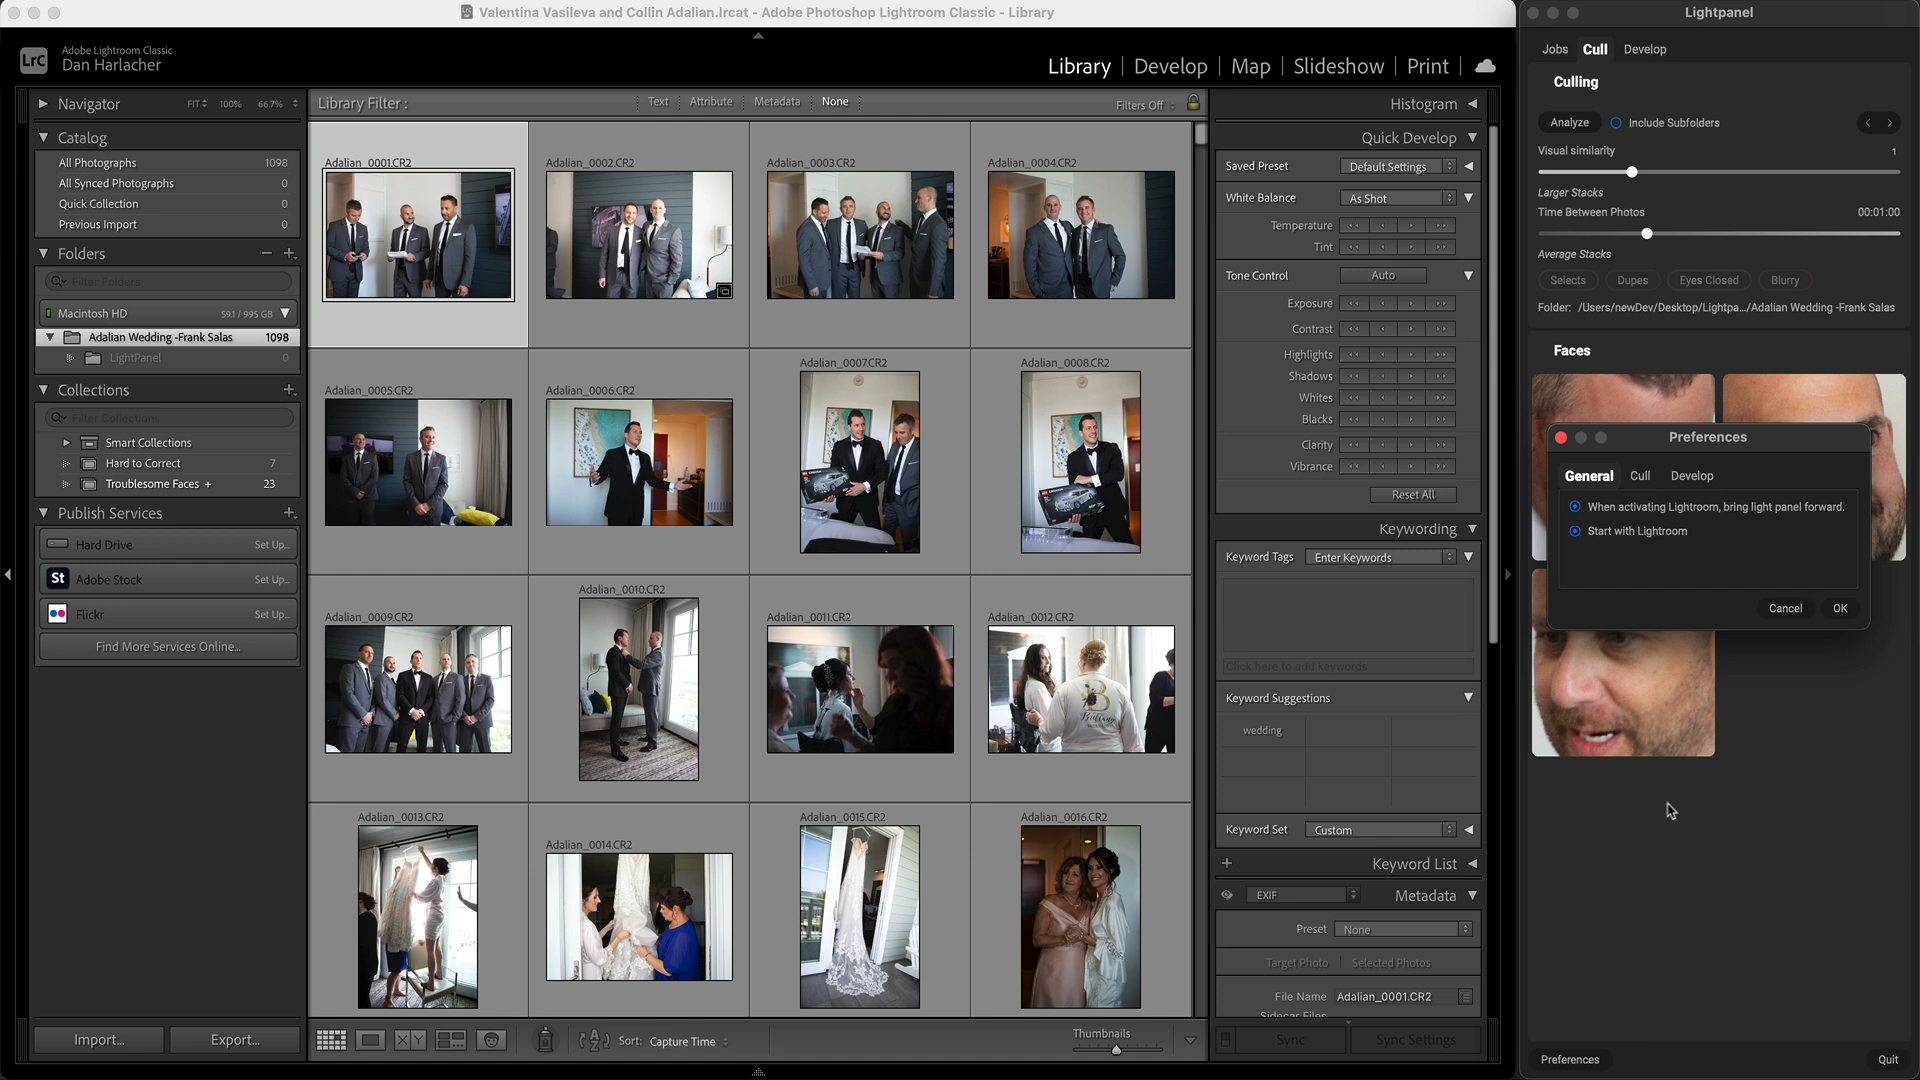 Valentina Vasileva and Collin Adalian.lrcat - Adobe Photoshop Lightroom Classic - Library
LrC
Adobe Lightroom Classic
Dan Harlacher
Library
Develop
Map
Slideshow
Print
Navigator
FIT
100%
66.7%
Catalog
All Photographs 1098
All Synced Photographs 0
Quick Collection 0
Previous Import 0
Folders
Filter Folders
Macintosh HD 591 / 995 GB
Adalian Wedding -Frank Salas 1098
LightPanel 0
Collections
Filter Collections
Smart Collections
Hard to Correct 7
Troublesome Faces + 23
Publish Services
Hard Drive Set Up...
St Adobe Stock Set Up...
Flickr Set Up...
Find More Services Online...
Import...
Export...
Library Filter :
Text
Attribute
Metadata
None
Filters Off
Adalian_0001.CR2
Adalian_0002.CR2
Adalian_0003.CR2
Adalian_0004.CR2
Adalian_0005.CR2
Adalian_0006.CR2
Adalian_0007.CR2
Adalian_0008.CR2
Adalian_0009.CR2
Adalian_0010.CR2
Adalian_0011.CR2
Adalian_0012.CR2
B
Brittany
Adalian_0013.CR2
Adalian_0014.CR2
Adalian_0015.CR2
Adalian_0016.CR2
X Y
A
Z
Sort: Capture Time
Thumbnails
Histogram
Quick Develop
Saved Preset Default Settings
White Balance As Shot
Temperature
Tint
Tone Control Auto
Exposure
Contrast
Highlights
Shadows
Whites
Blacks
Clarity
Vibrance
Reset All
Keywording
Keyword Tags Enter Keywords
Click here to add keywords
Keyword Suggestions
wedding
Keyword Set Custom
Keyword List
EXIF Metadata
Preset None
Target Photo
Selected Photos
File Name Adalian_0001.CR2
Sidecar Files
Sync
Sync Settings
Lightpanel
Jobs
Cull
Develop
Culling
Analyze
Include Subfolders
Visual similarity 1
Larger Stacks
Time Between Photos 00:01:00
Average Stacks
Selects
Dupes
Eyes Closed
Blurry
Folder: /Users/newDev/Desktop/Lightpa.../Adalian Wedding -Frank Salas
Faces
Preferences
General
Cull
Develop
When activating Lightroom, bring light panel forward.
Start with Lightroom
Cancel
OK
Preferences
Quit